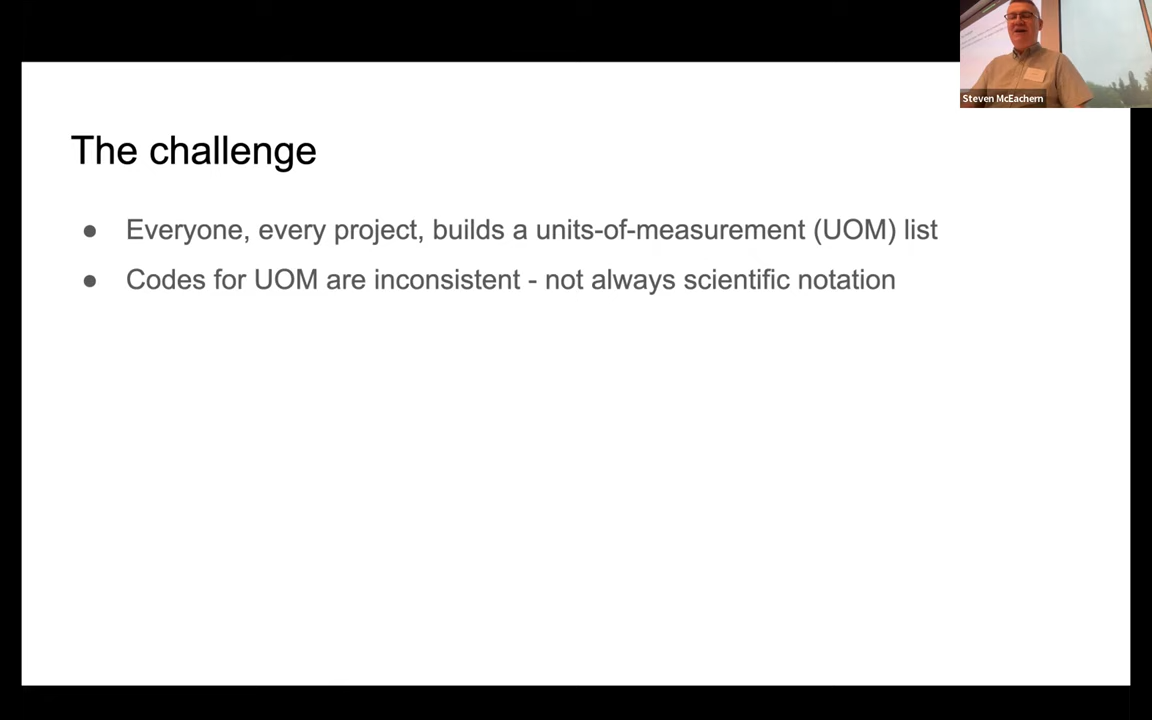 Steven McEachern
The challenge
● Everyone, every project, builds a units-of-measurement (UOM) list
● Codes for UOM are inconsistent - not always scientific notation